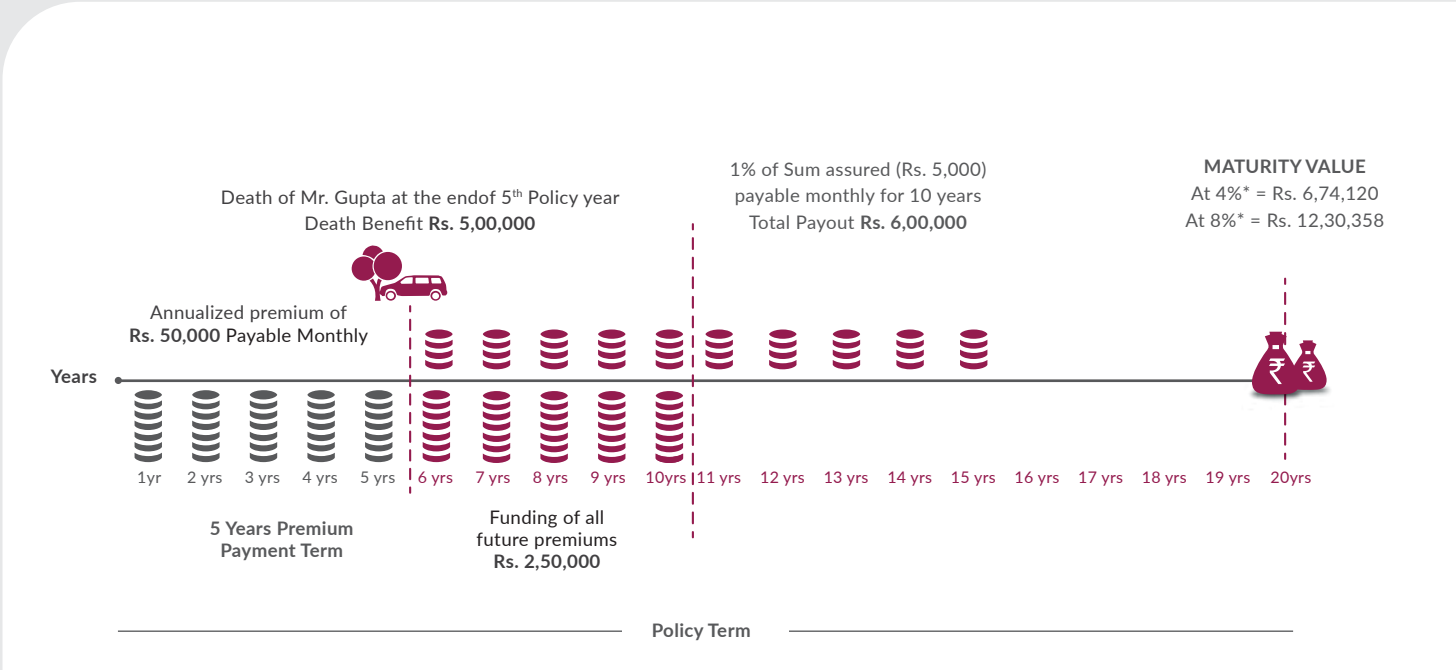 Death of Mr. Gupta at the endof 5th Policy year
Death Benefit Rs. 5,00,000
1% of Sum assured (Rs. 5,000)
payable monthly for 10 years
Total Payout Rs. 6,00,000
MATURITY VALUE
At 4%* = Rs. 6,74,120
At 8%* = Rs. 12,30,358
Annualized premium of
Rs. 50,000 Payable Monthly
Years
₹ ₹
1yr 2 yrs 3 yrs 4 yrs 5 yrs 6 yrs 7 yrs 8 yrs 9 yrs 10yrs 11 yrs 12 yrs 13 yrs 14 yrs 15 yrs 16 yrs 17 yrs 18 yrs 19 yrs 20yrs
5 Years Premium
Payment Term
Funding of all
future premiums
Rs. 2,50,000
Policy Term